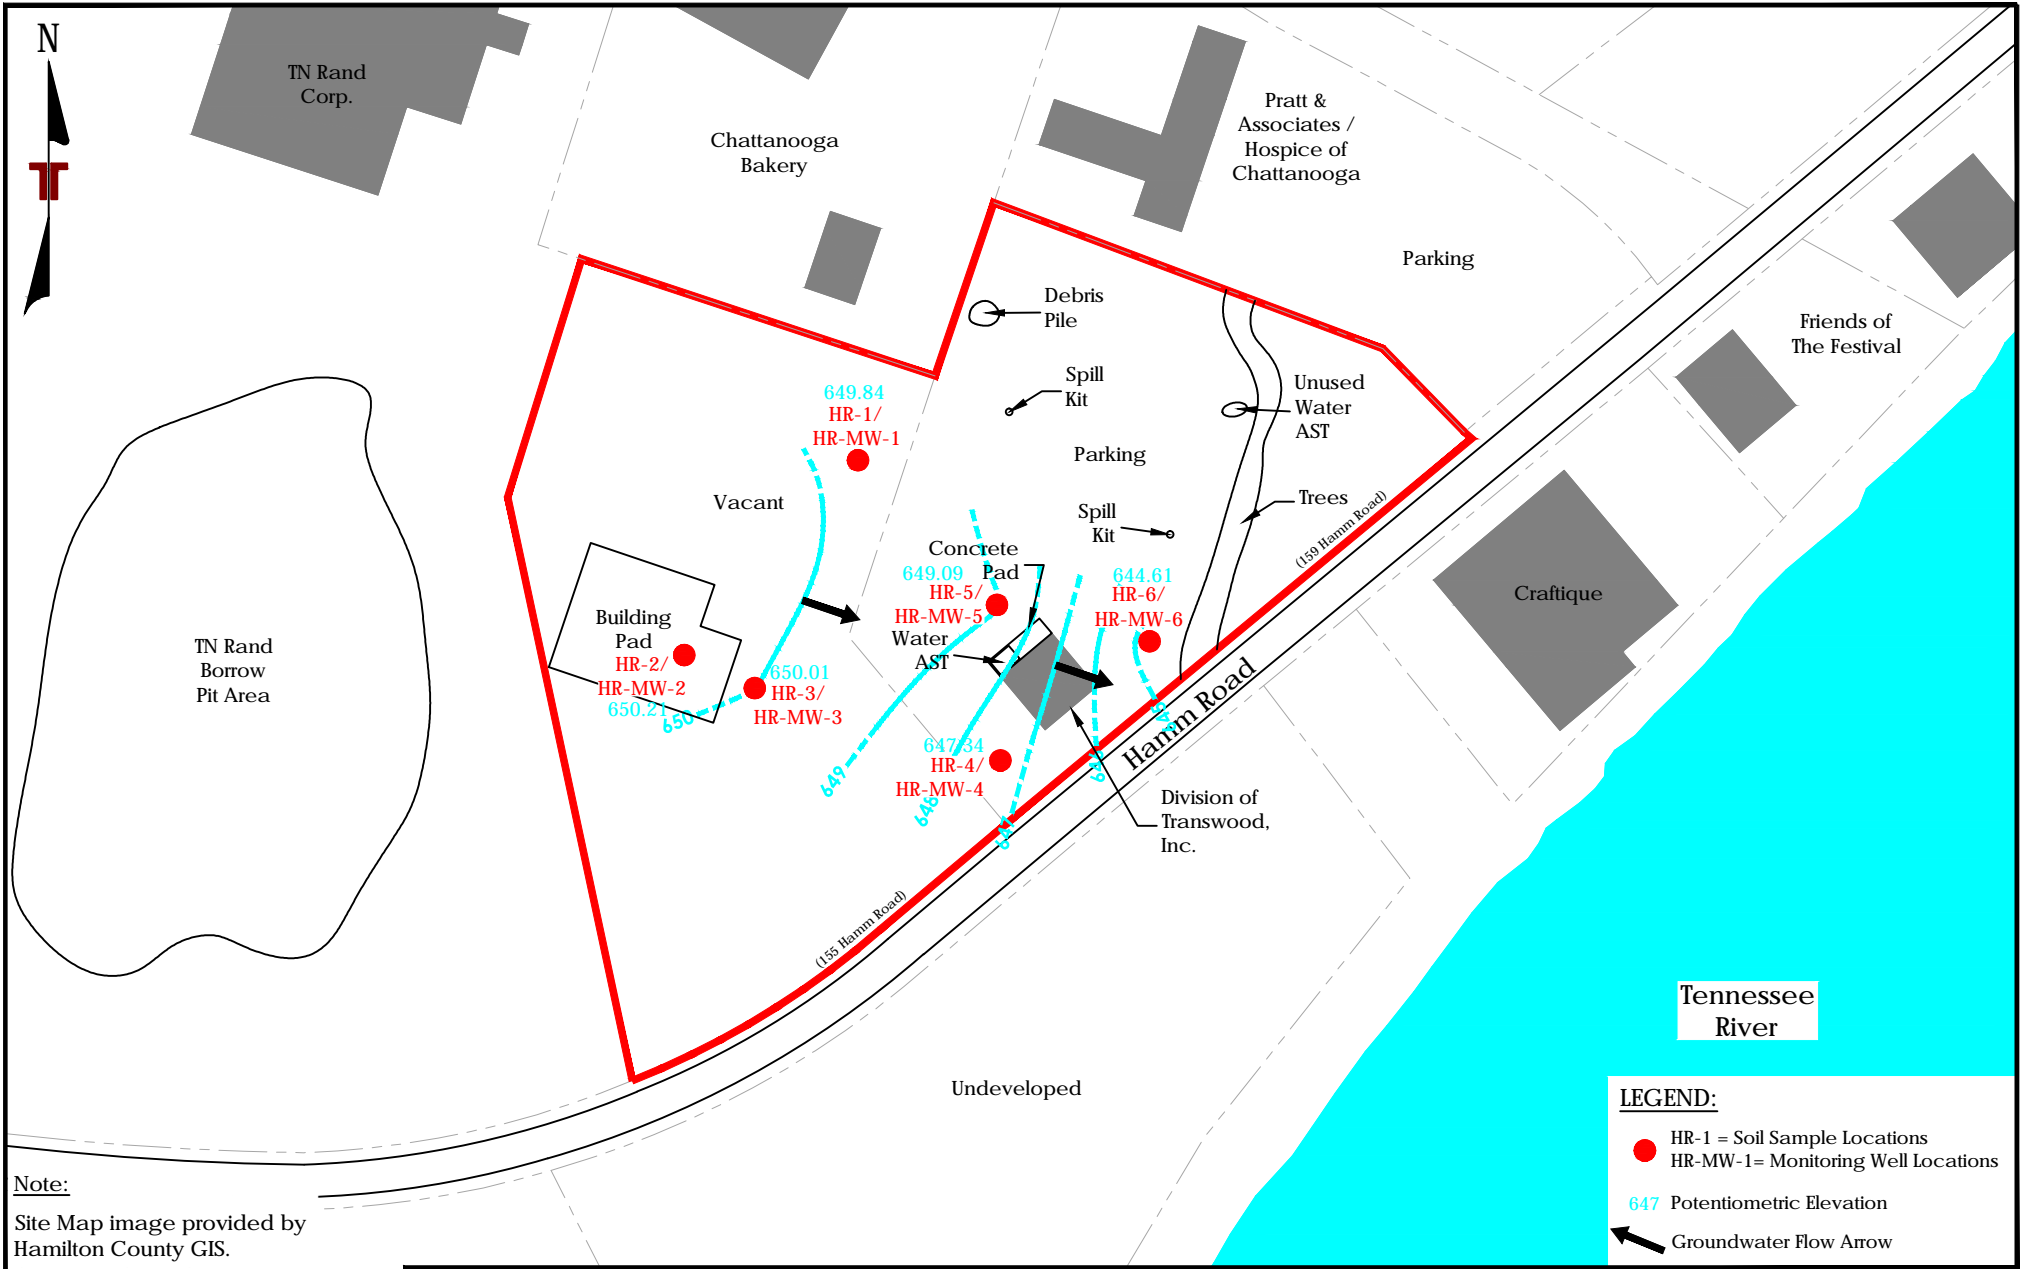 N
TN Rand
Corp.
Chattanooga
Bakery
Pratt &
Associates /
Hospice of
Chattanooga
Parking
Debris
Pile
Friends of
The Festival
Spill
Kit
Unused
Water
AST
649.84
HR-1/
HR-MW-1
Parking
Vacant
Trees
(159 Hamm Road)
Spill
Kit
Concrete
Pad
649.09
HR-5/
HR-MW-5
644.61
HR-6/
HR-MW-6
Craftique
Building
Pad
HR-2/
HR-MW-2
650.21
Water
AST
TN Rand
Borrow
Pit Area
650.01
HR-3/
HR-MW-3
650
649
647.34
HR-4/
HR-MW-4
646
647
645
Hamm Road
Division of
Transwood,
Inc.
(155 Hamm Road)
Tennessee
River
Undeveloped
LEGEND:
HR-1 = Soil Sample Locations
HR-MW-1= Monitoring Well Locations
647 Potentiometric Elevation
Groundwater Flow Arrow
Note:
Site Map image provided by
Hamilton County GIS.